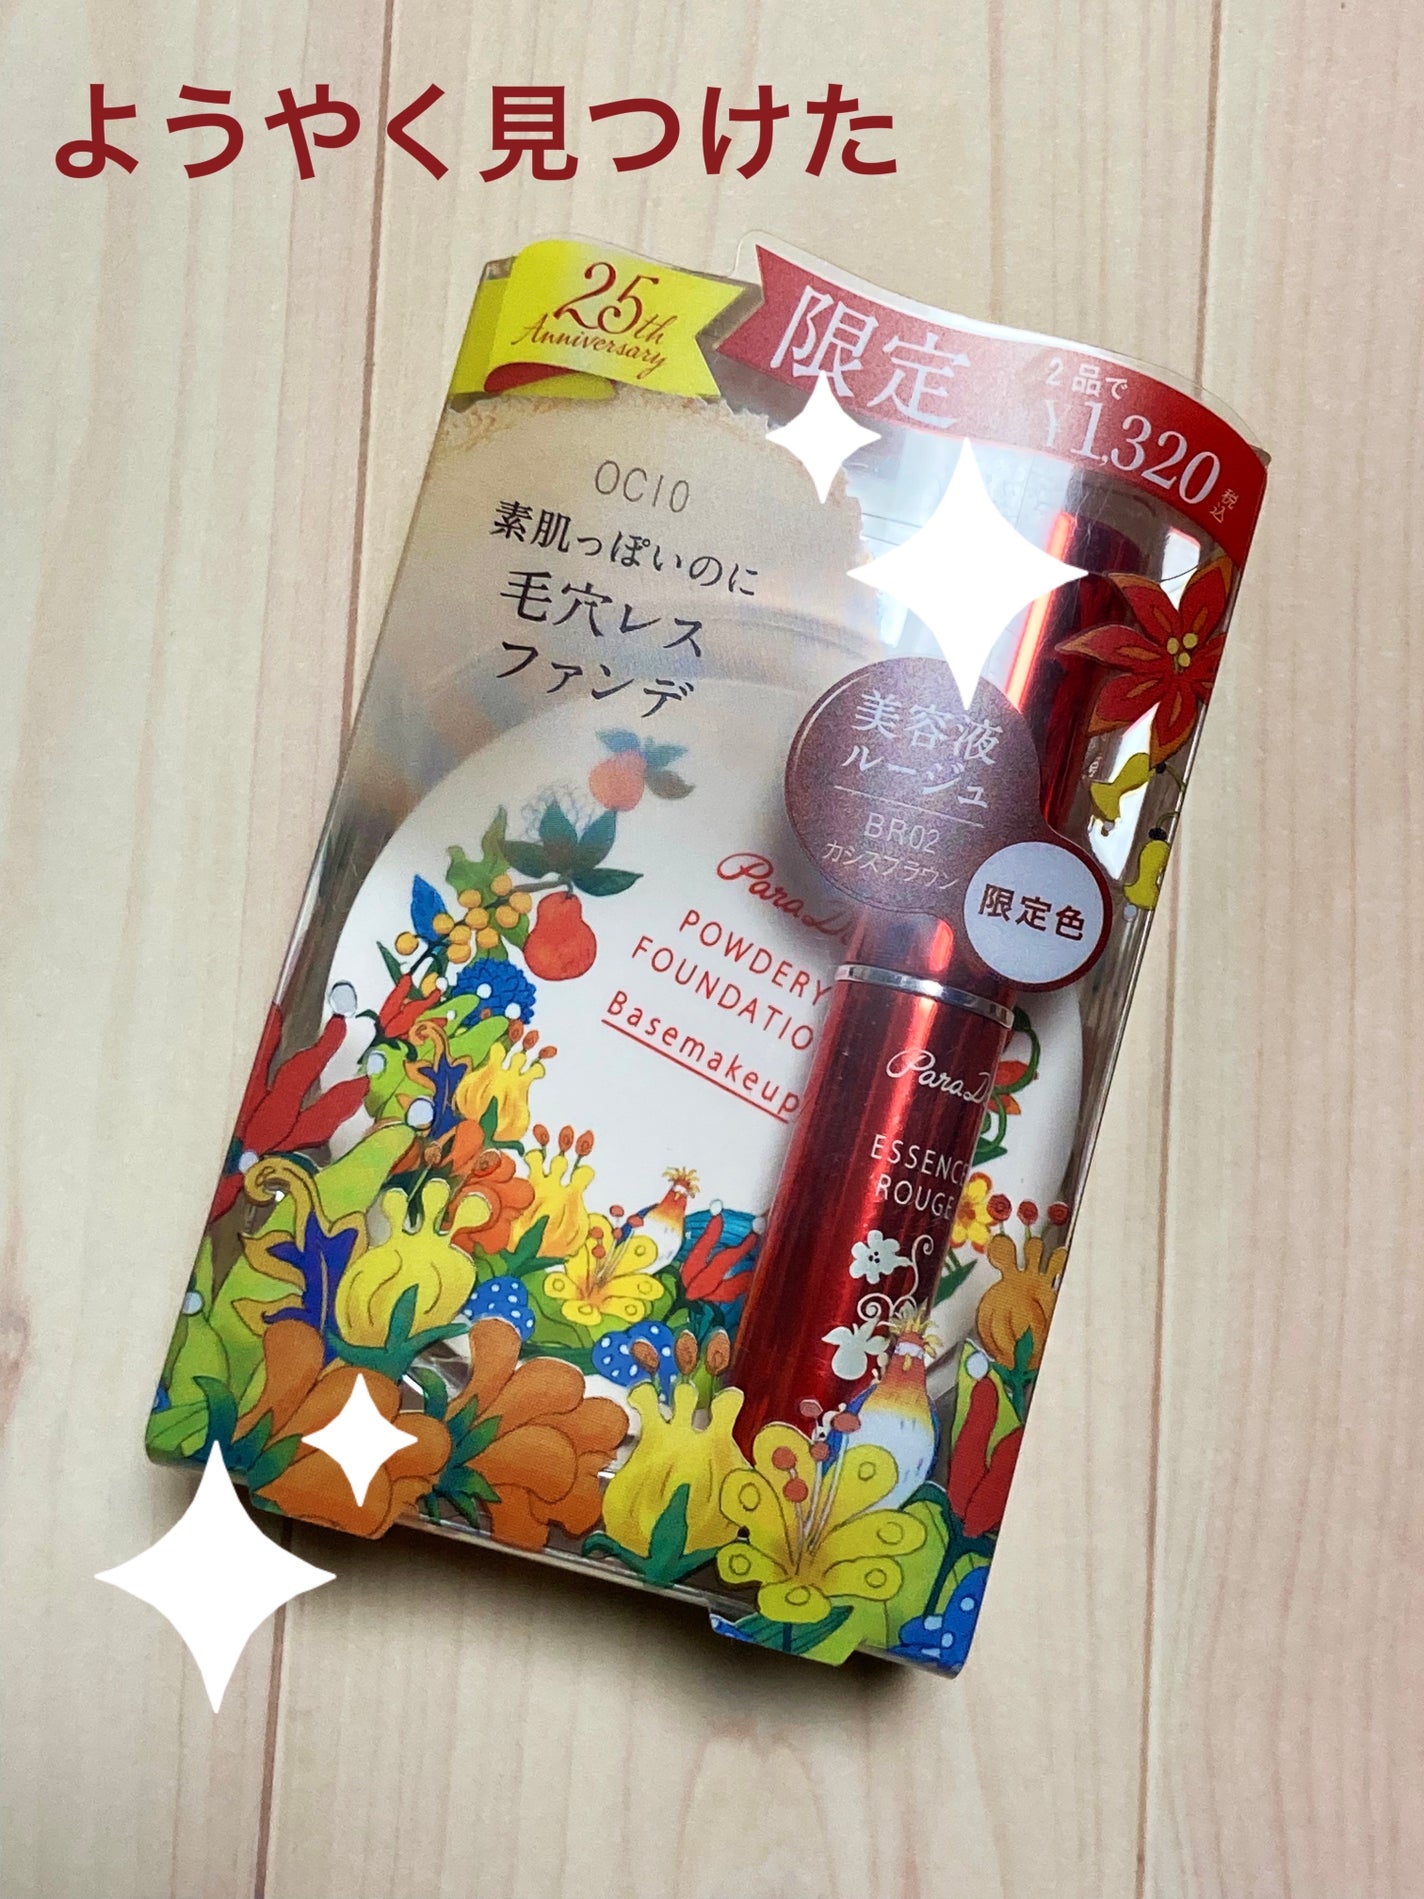 ようやく見つけた
25th
Anniversary
限定
2品で
¥1,320
税込
OC10
素肌っぽいのに
毛穴レス
ファンデ
美容液
ルージュ
BR02
カシスブラウン
限定色
Para
POWDERY
FOUNDATIO
Basemakeup
Para D
ESSENCE
ROUGE